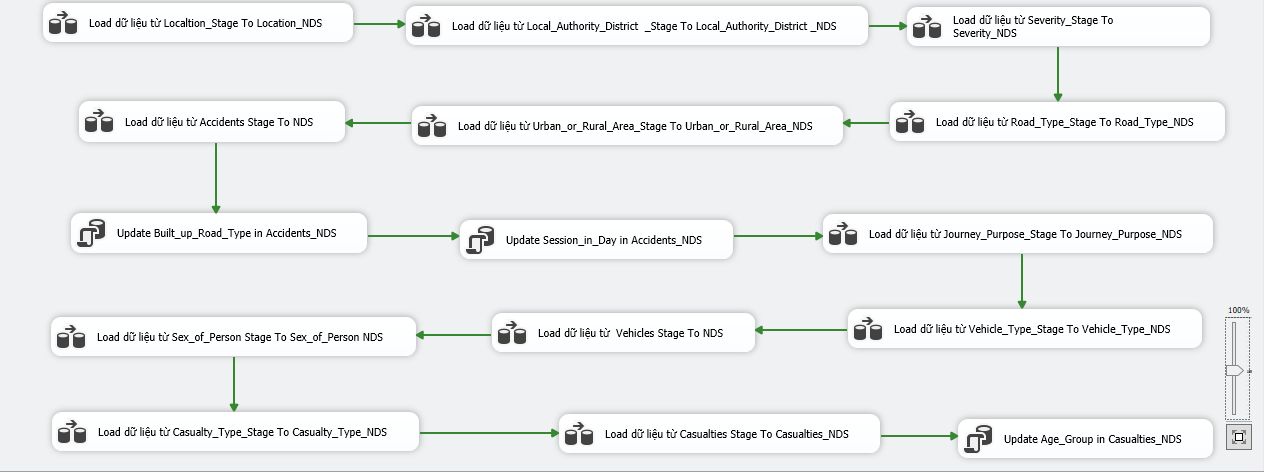 Load dữ liệu từ Localtion_Stage To Location_NDS
Load dữ liệu từ Local_Authority_District _Stage To Local_Authority_District _NDS
Load dữ liệu từ Severity_Stage To
Severity_NDS
Load dữ liệu từ Road_Type_Stage To Road_Type_NDS
Load dữ liệu từ Urban_or_Rural_Area_Stage To Urban_or_Rural_Area_NDS
Load dữ liệu từ Accidents Stage To NDS
Update Built_up_Road_Type in Accidents_NDS
Update Session_in_Day in Accidents_NDS
Load dữ liệu từ Journey_Purpose_Stage To Journey_Purpose_NDS
Load dữ liệu từ Vehicle_Type_Stage To Vehicle_Type_NDS
Load dữ liệu từ Vehicles Stage To NDS
Load dữ liệu từ Sex_of_Person Stage To Sex_of_Person NDS
Load dữ liệu từ Casualty_Type_Stage To Casualty_Type_NDS
Load dữ liệu từ Casualties Stage To Casualties_NDS
Update Age_Group in Casualties_NDS
100%